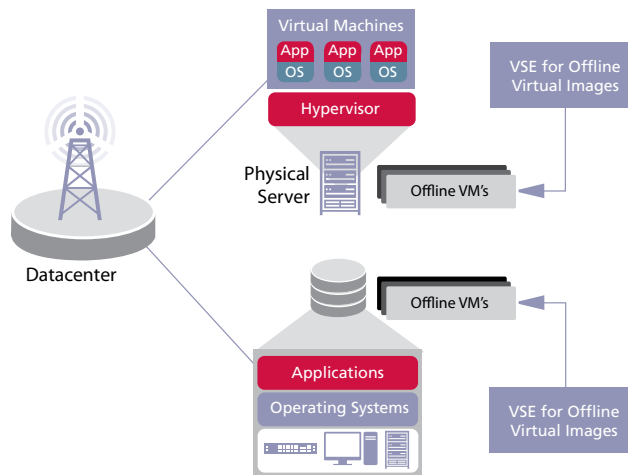 Virtual Machines
App App App
OS OS OS
Hypervisor
VSE for Offline
Virtual Images
Physical
Server
Offline VM's
Datacenter
Offline VM's
Applications
Operating Systems
VSE for Offline
Virtual Images